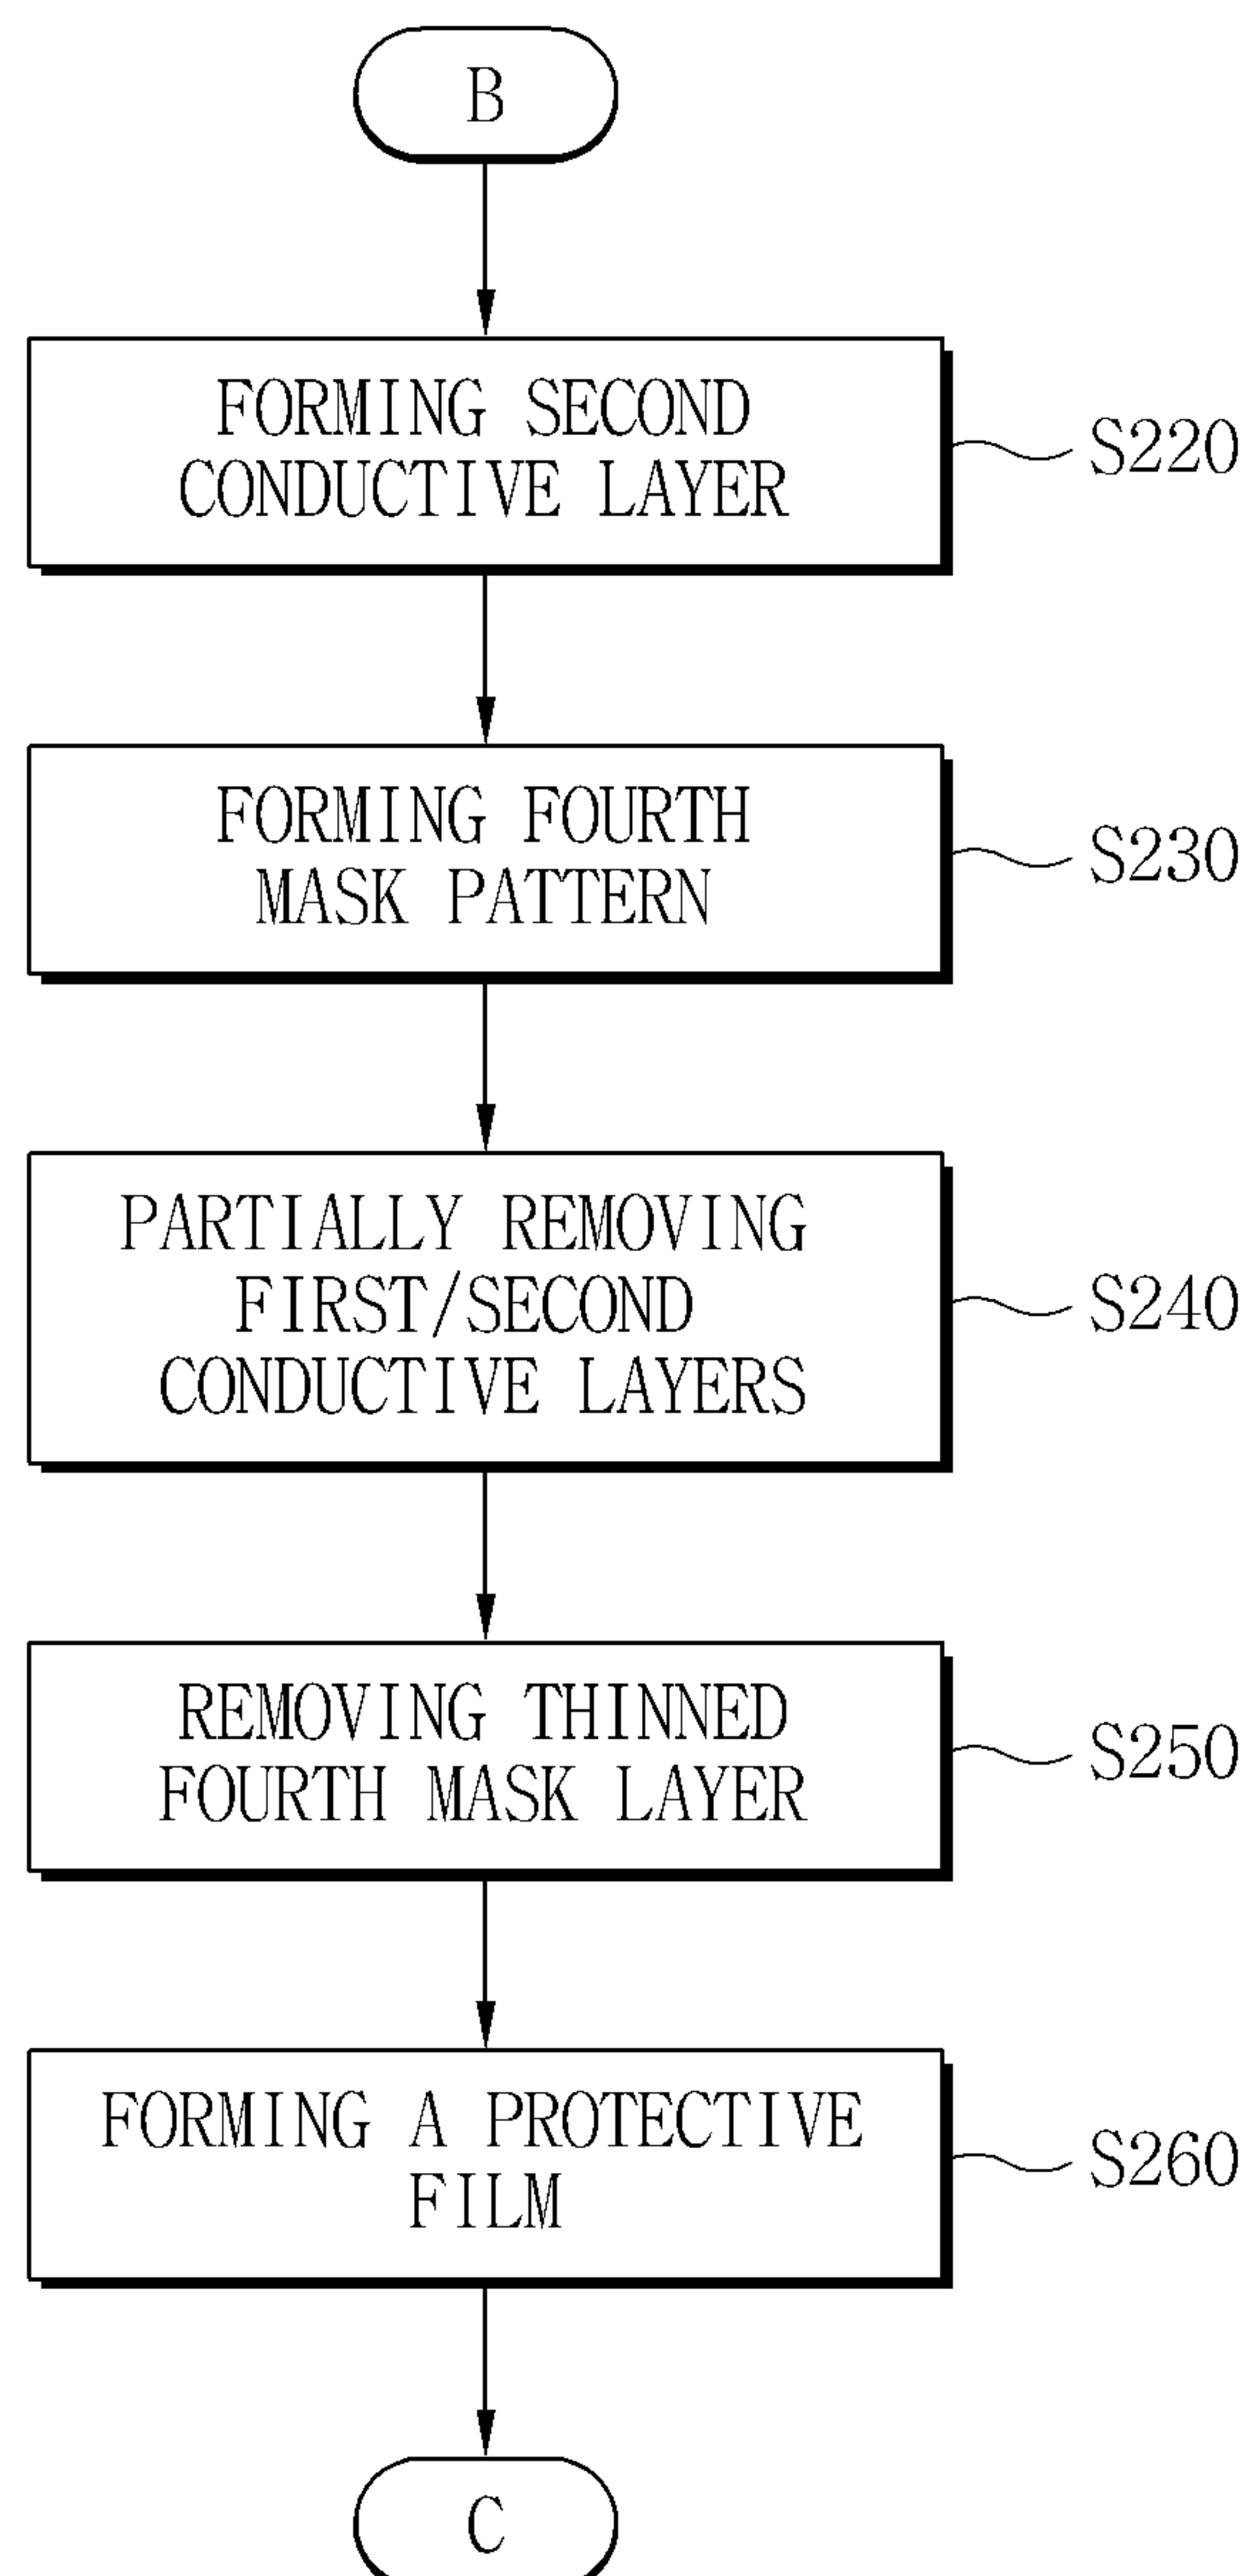 B
FORMING SECOND
CONDUCTIVE LAYER
S220
FORMING FOURTH
MASK PATTERN
S230
PARTIALLY REMOVING
FIRST/SECOND
CONDUCTIVE LAYERS
S240
REMOVING THINNED
FOURTH MASK LAYER
S250
FORMING A PROTECTIVE
FILM
S260
C